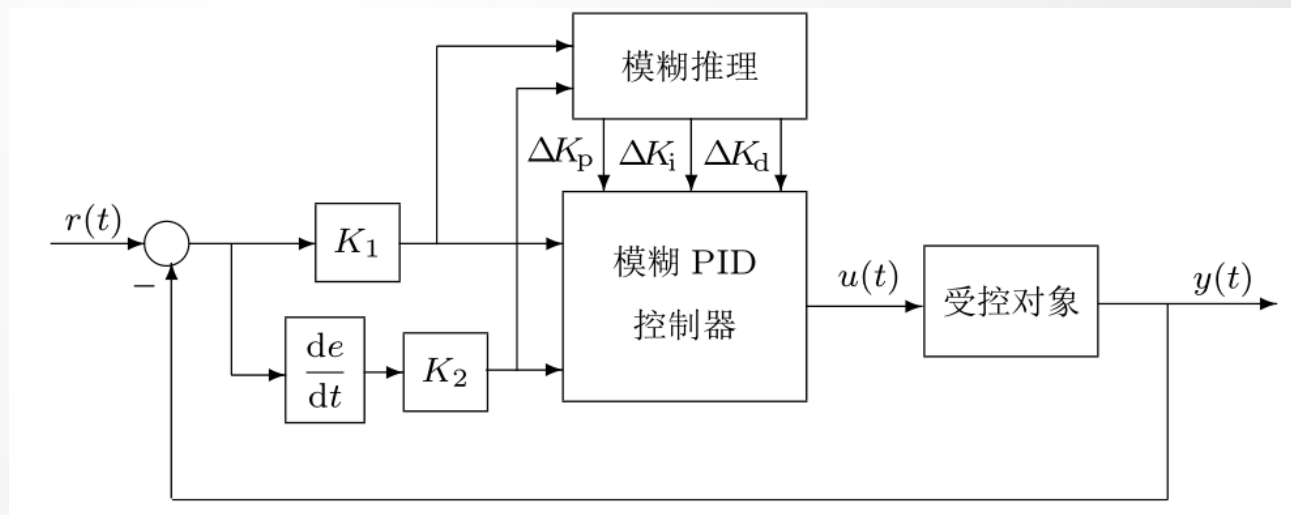 模糊推理
ΔKp ΔKi ΔKd
r(t)
−
K1
模糊 PID
控制器
u(t)
受控对象
y(t)
de
dt
K2